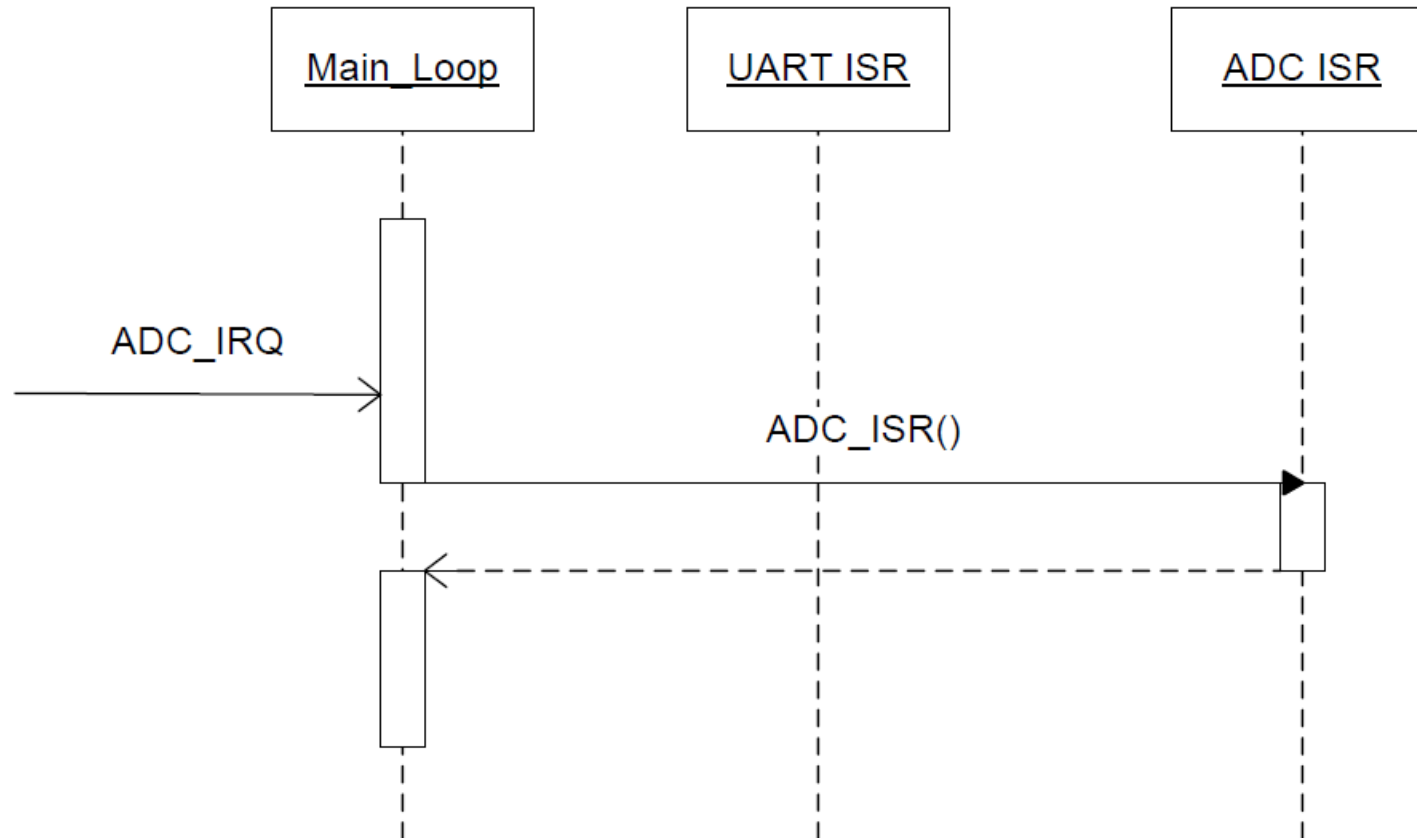 Main_Loop
UART ISR
ADC ISR
ADC_IRQ
ADC_ISR()